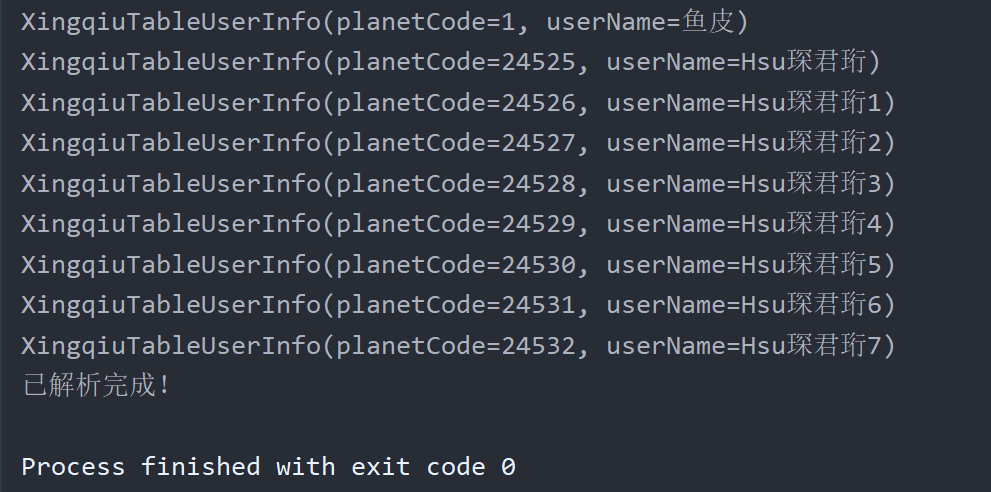 XingqiuTableUserInfo(planetCode=1, userName=鱼皮)
XingqiuTableUserInfo(planetCode=24525, userName=Hsu琛君珩)
XingqiuTableUserInfo(planetCode=24526, userName=Hsu琛君珩1)
XingqiuTableUserInfo(planetCode=24527, userName=Hsu琛君珩2)
XingqiuTableUserInfo(planetCode=24528, userName=Hsu琛君珩3)
XingqiuTableUserInfo(planetCode=24529, userName=Hsu琛君珩4)
XingqiuTableUserInfo(planetCode=24530, userName=Hsu琛君珩5)
XingqiuTableUserInfo(planetCode=24531, userName=Hsu琛君珩6)
XingqiuTableUserInfo(planetCode=24532, userName=Hsu琛君珩7)
已解析完成！
Process finished with exit code 0